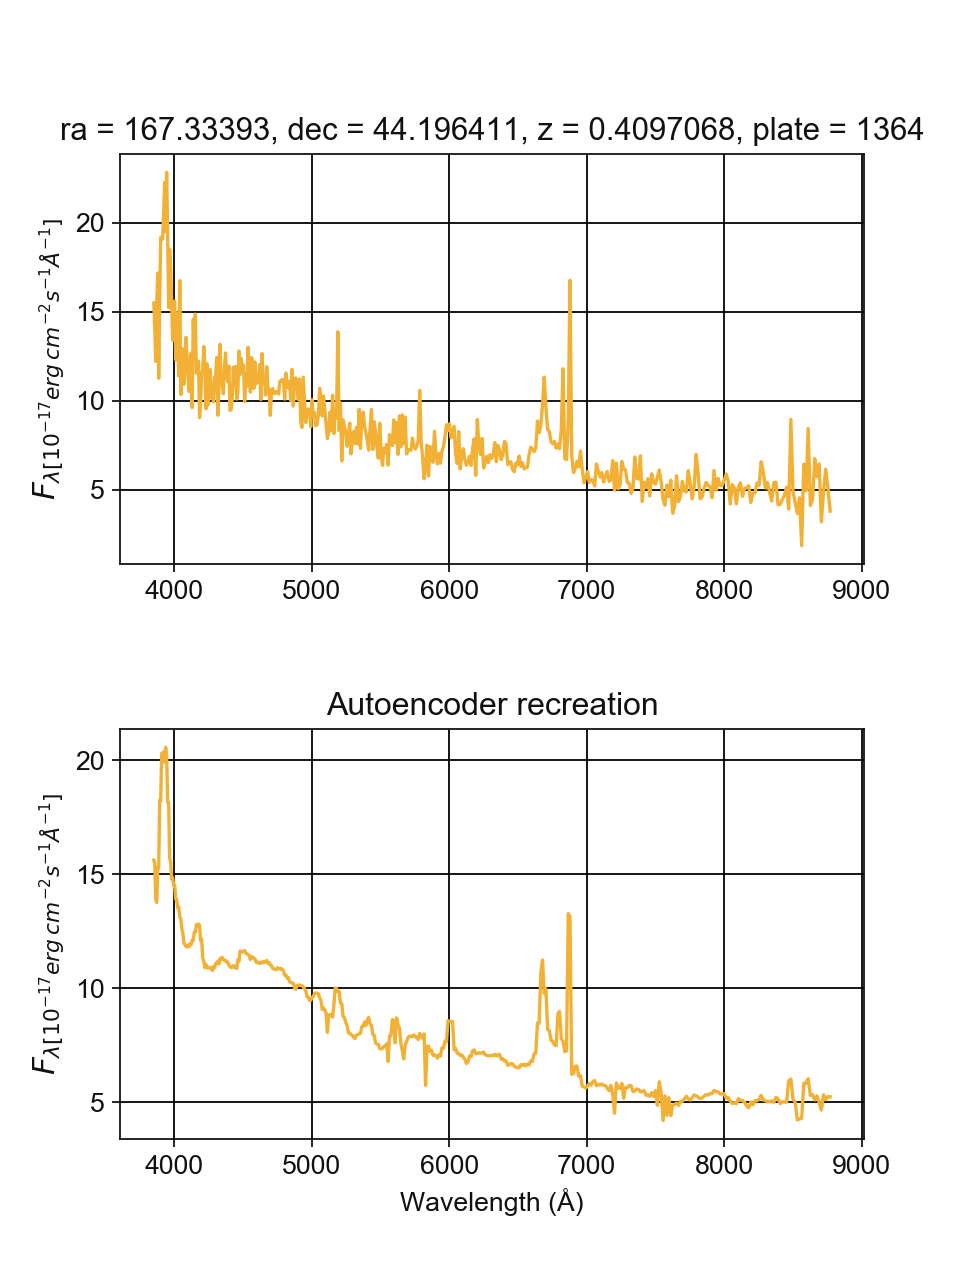 ra = 167.33393, dec = 44.196411, z = 0.4097068, plate = 1364
F_λ[10⁻¹⁷erg cm⁻²s⁻¹Å⁻¹]
20
15
10
5
4000 5000 6000 7000 8000 9000
Autoencoder recreation
F_λ[10⁻¹⁷erg cm⁻²s⁻¹Å⁻¹]
20
15
10
5
4000 5000 6000 7000 8000 9000
Wavelength (Å)